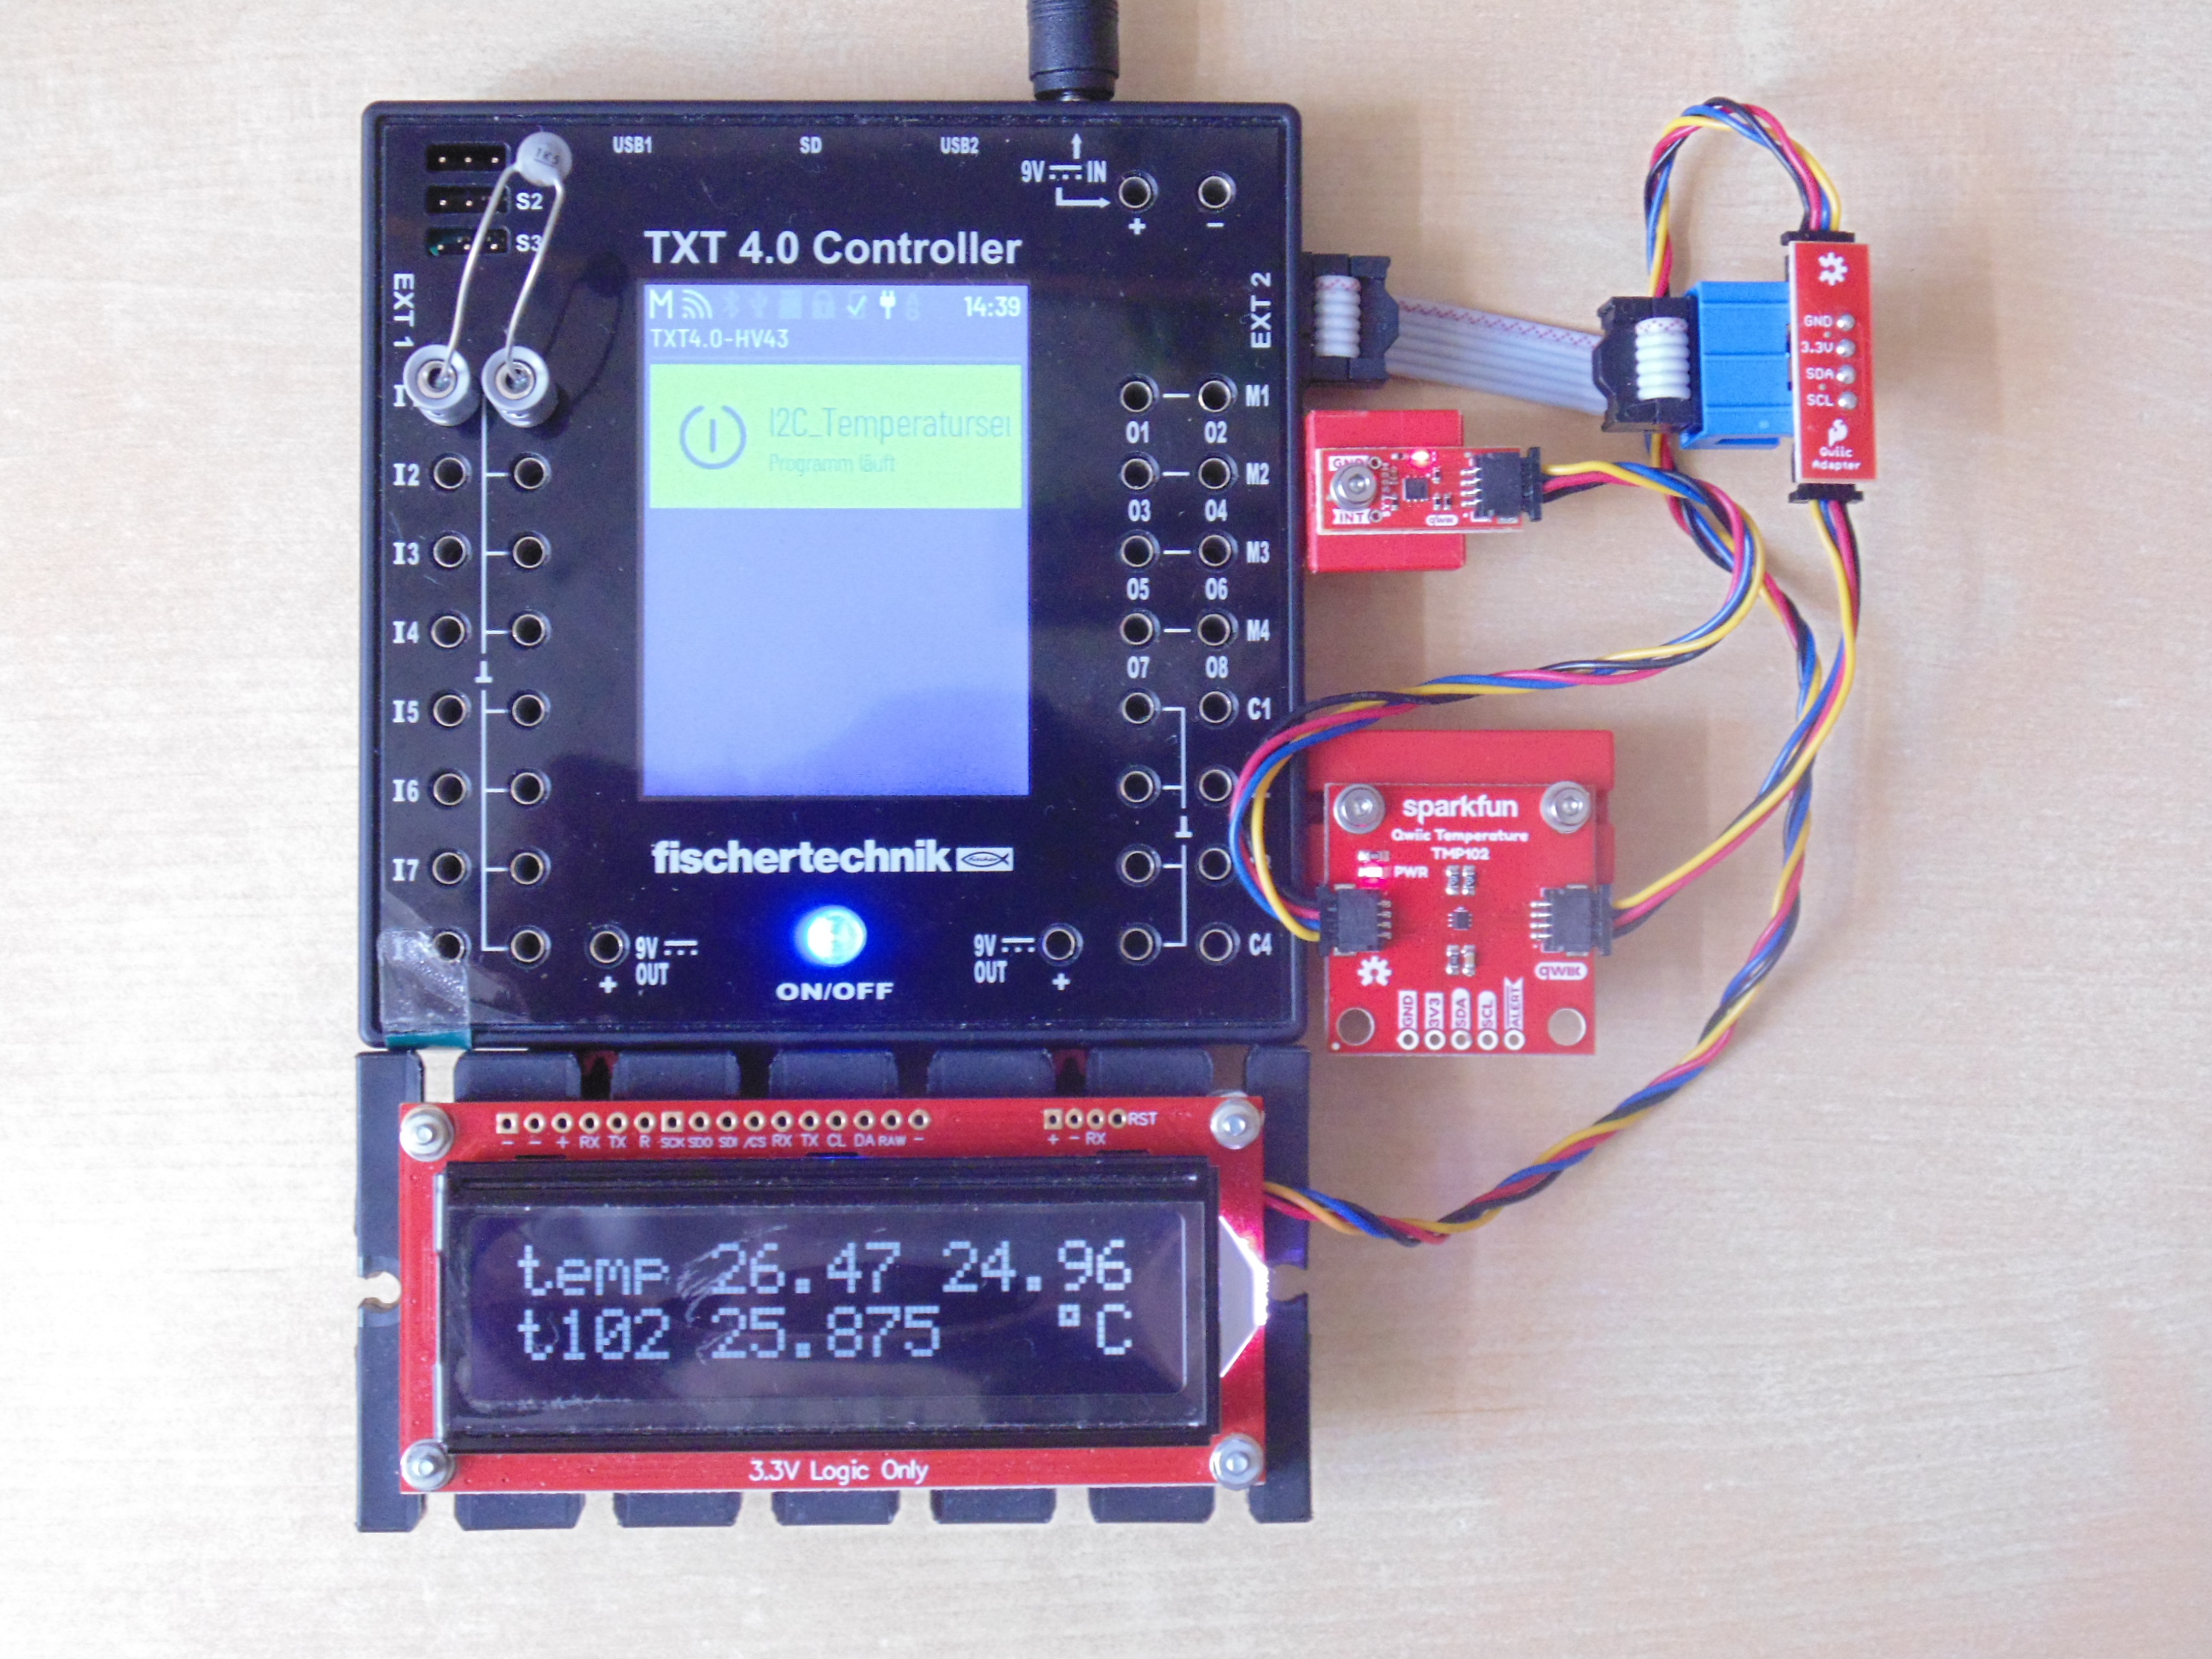 USB1 SD USB2
9V IN
+ −
1K5
S2
S3
TXT 4.0 Controller
EXT 1
EXT 2
M 14:39
TXT4.0-HV43
I2C_Temperatursei
Programm läuft
I2
I3
I4
I5
I6
I7
M1
O1 O2
M2
O3 O4
M3
O5 O6
M4
O7 O8
C1
C4
fischertechnik
9V
OUT
+
9V
OUT
+
ON/OFF
GND
3.3V
SDA
SCL
Qwiic
Adapter
GND
INT
qwiic
sparkfun
Qwiic Temperature
TMP102
PWR
qwiic
GND 3V3 SDA SCL ALERT
− − + RX TX R SCK SDO SDI /CS RX TX CL DA RAW −
+ − RX RST
temp 26.47 24.96
t102 25.875 °C
3.3V Logic Only